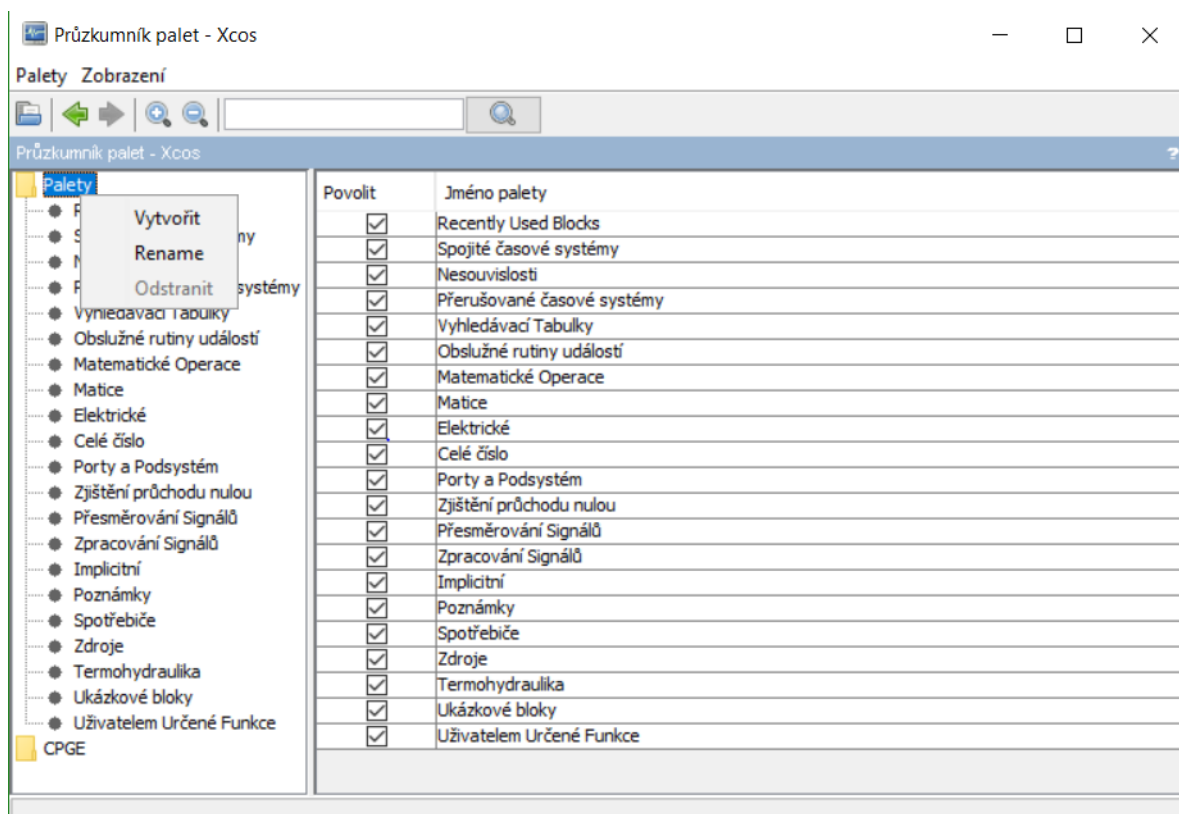 Průzkumník palet - Xcos
Palety Zobrazení
Průzkumník palet - Xcos
?
Palety
Vytvořit
Rename
Odstranit
systémy
Vyhledávací Tabulky
Obslužné rutiny událostí
Matematické Operace
Matice
Elektrické
Celé číslo
Porty a Podsystém
Zjištění průchodu nulou
Přesměrování Signálů
Zpracování Signálů
Implicitní
Poznámky
Spotřebiče
Zdroje
Termohydraulika
Ukázkové bloky
Uživatelem Určené Funkce
CPGE
Povolit Jméno palety
Recently Used Blocks
Spojité časové systémy
Nesouvislosti
Přerušované časové systémy
Vyhledávací Tabulky
Obslužné rutiny událostí
Matematické Operace
Matice
Elektrické
Celé číslo
Porty a Podsystém
Zjištění průchodu nulou
Přesměrování Signálů
Zpracování Signálů
Implicitní
Poznámky
Spotřebiče
Zdroje
Termohydraulika
Ukázkové bloky
Uživatelem Určené Funkce